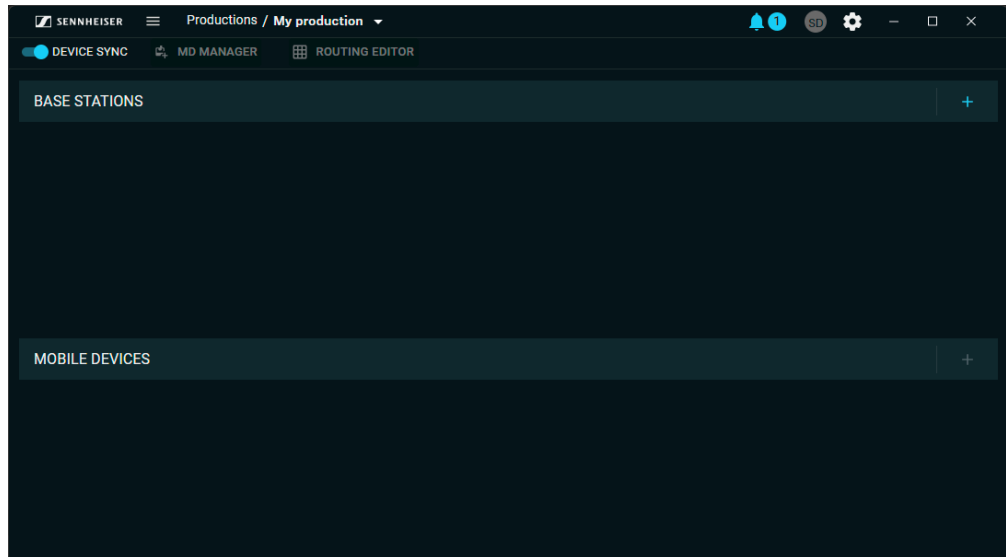 SENNHEISER Productions / My production 1 SD
DEVICE SYNC MD MANAGER ROUTING EDITOR
BASE STATIONS
MOBILE DEVICES